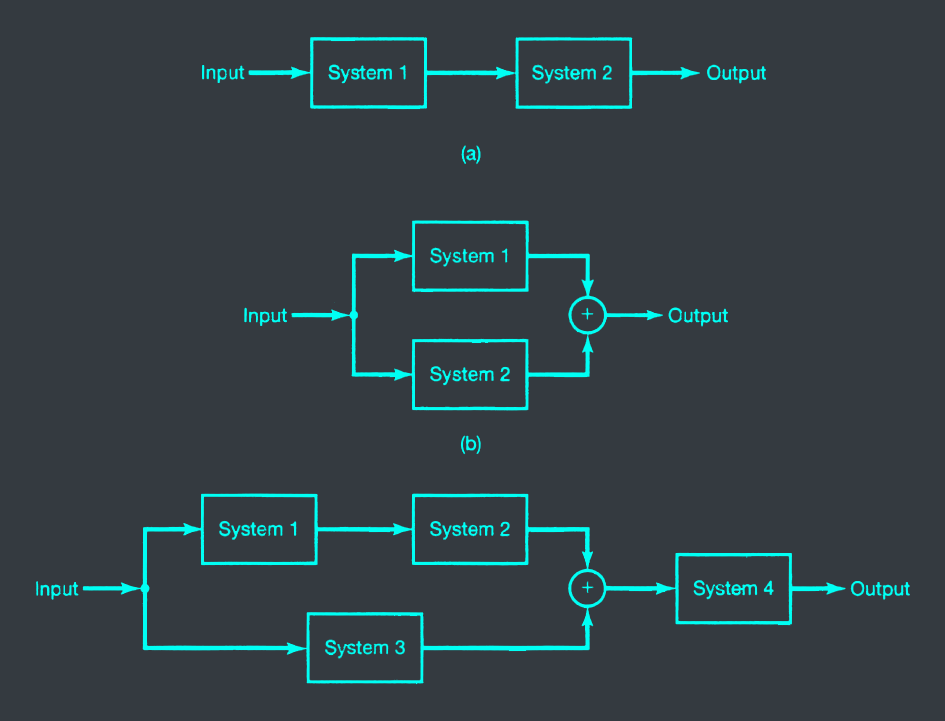 Input System 1 System 2 Output
(a)
System 1
Input + Output
System 2
(b)
System 1 System 2
Input + System 4 Output
System 3